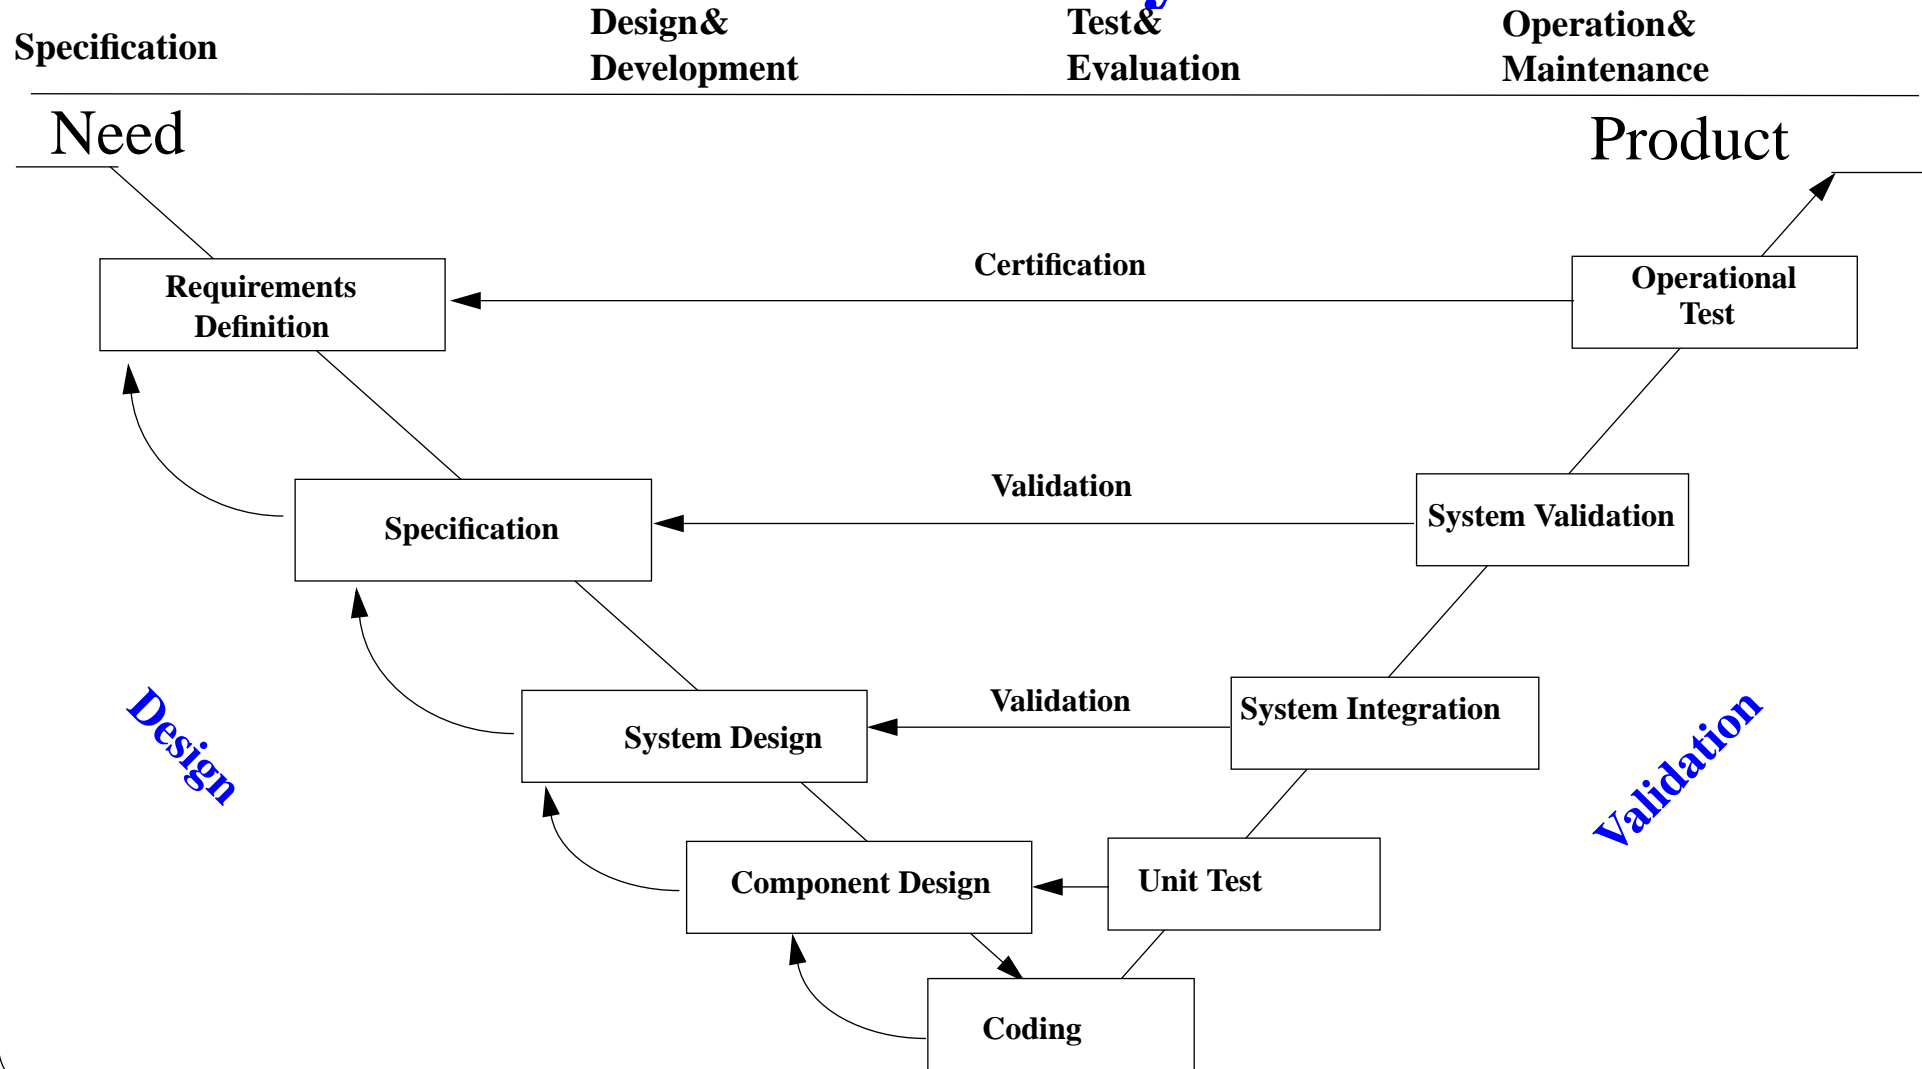 Specification
Design&
Development
Test&
Evaluation
Operation&
Maintenance
Need
Product
Certification
Requirements
Definition
Operational
Test
Validation
Specification
System Validation
Validation
System Design
System Integration
Design
Validation
Component Design
Unit Test
Coding